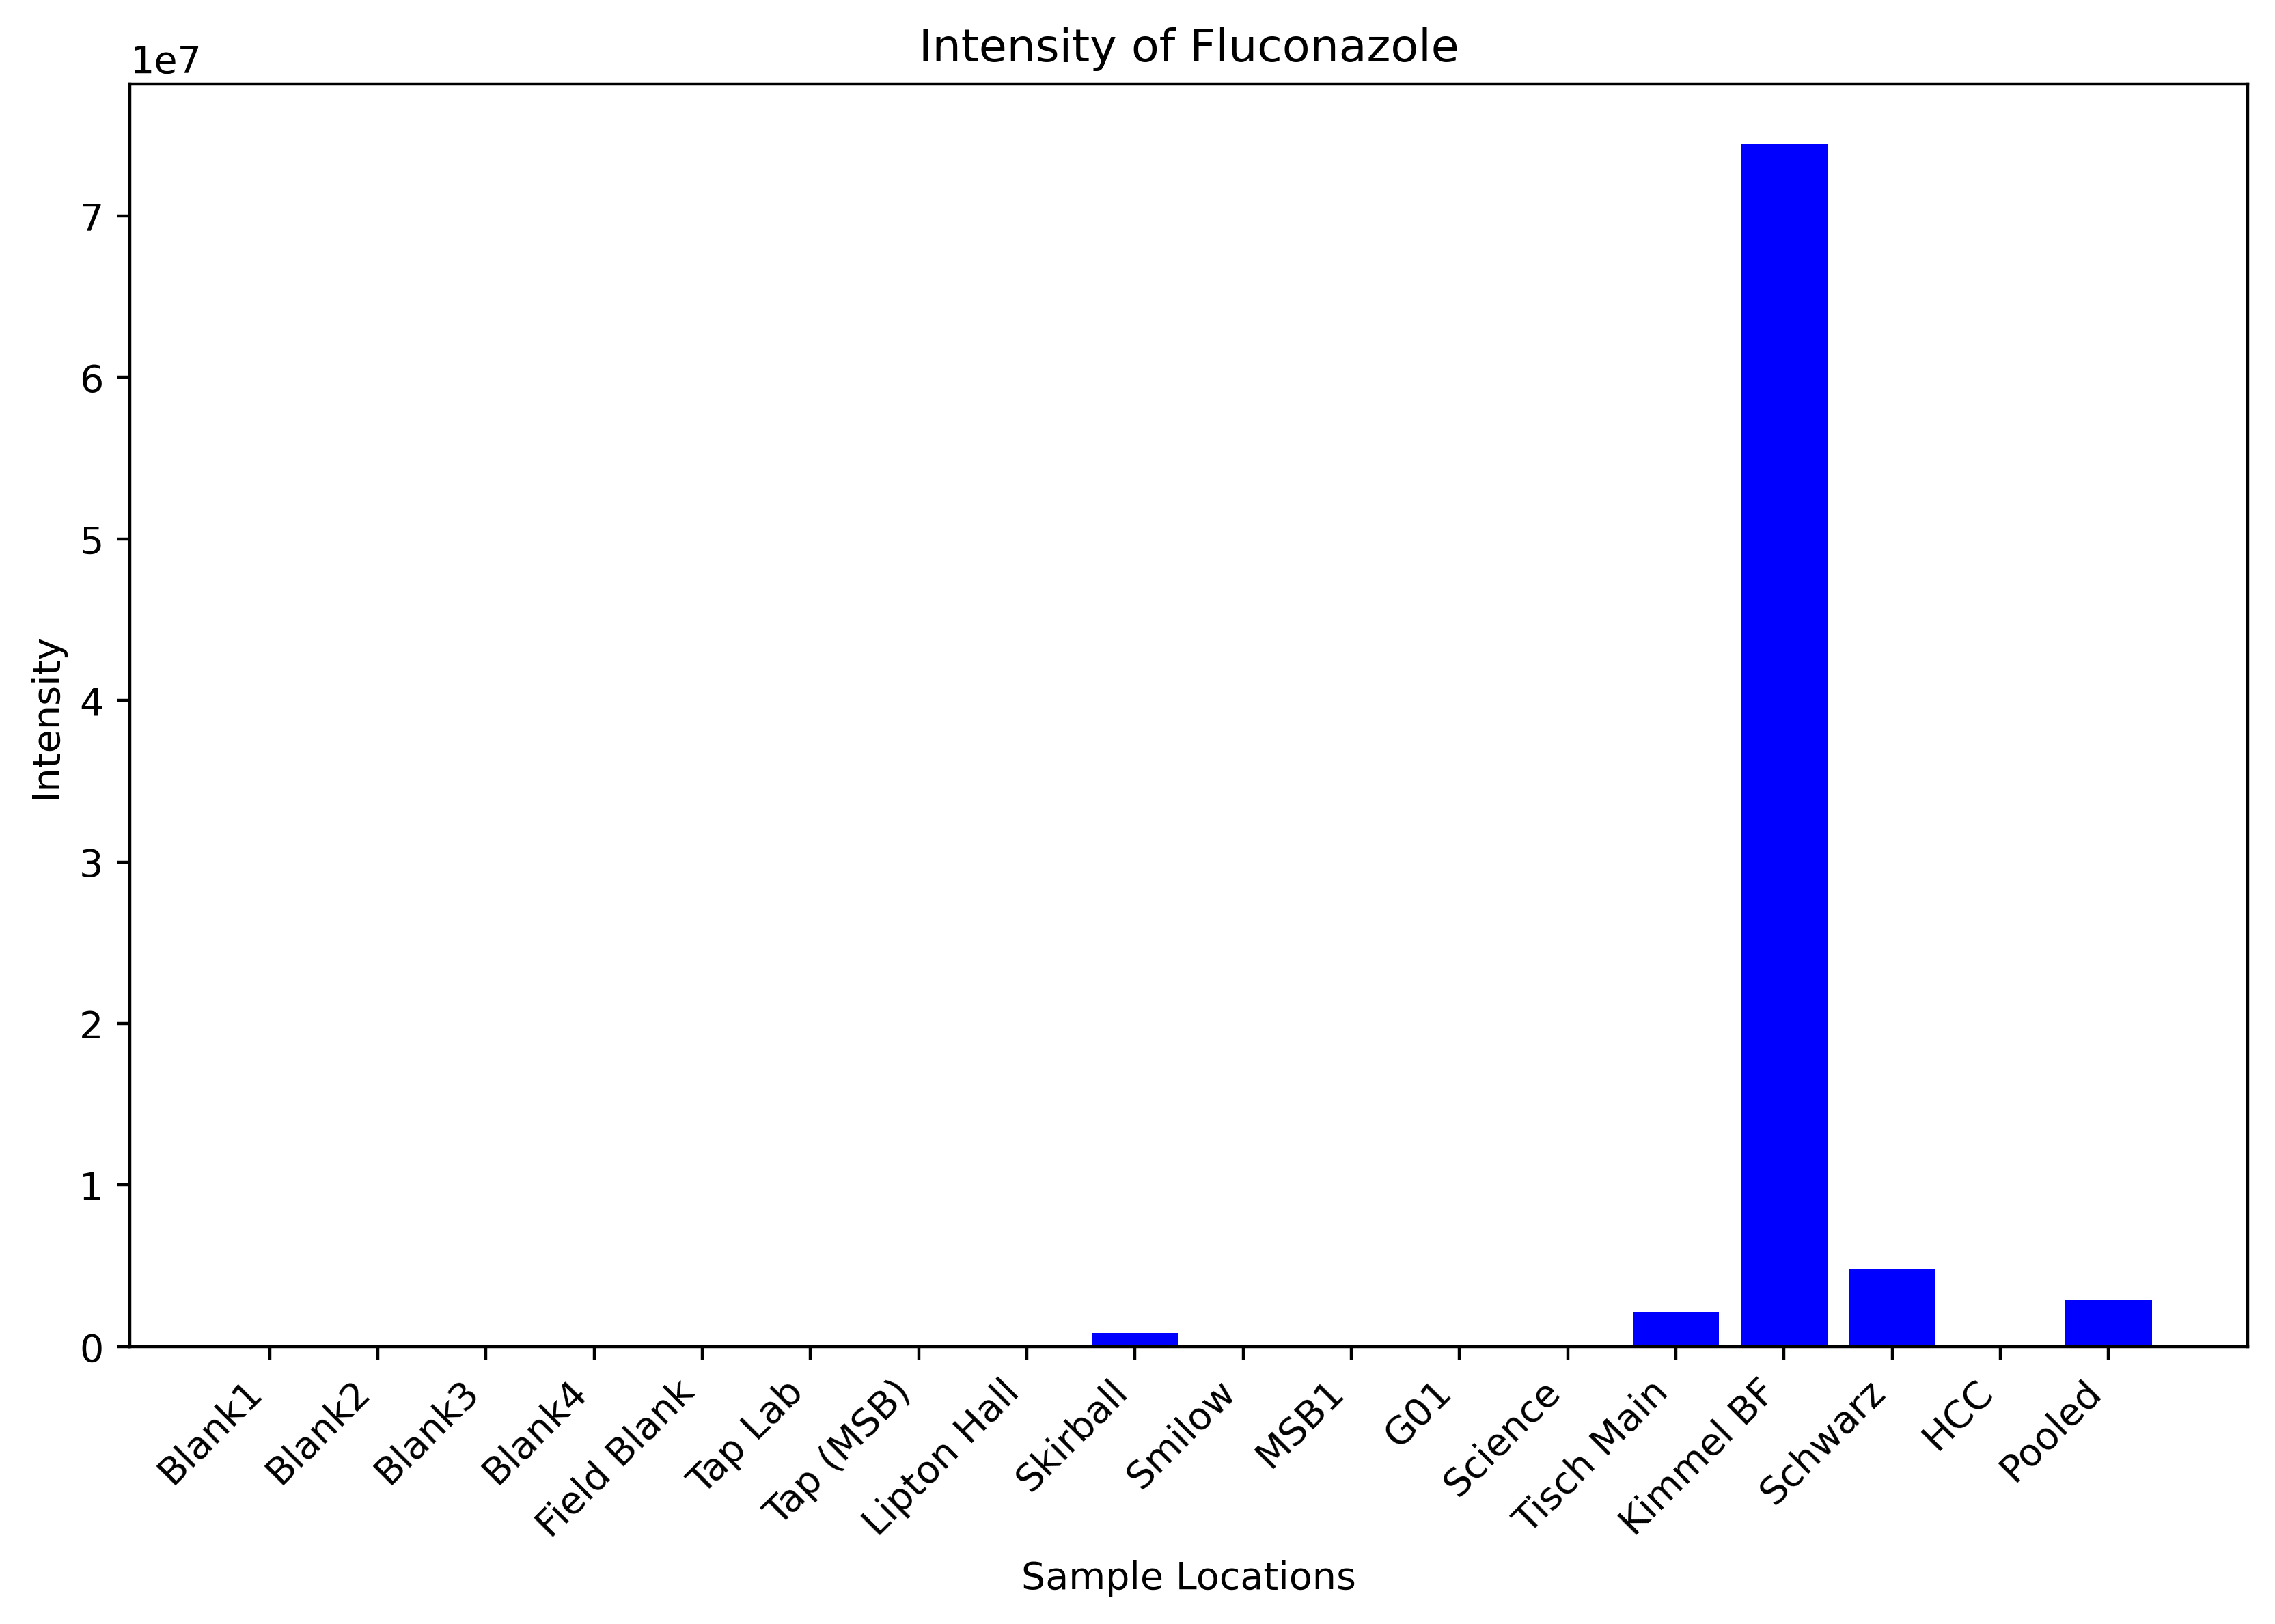 Intensity of Fluconazole
1e7
7
6
5
4
3
2
1
0
Intensity
Blank1
Blank2
Blank3
Blank4
Field Blank
Tap Lab
Tap (MSB)
Lipton Hall
Skirball
Smilow
MSB1
G01
Science
Tisch Main
Kimmel BF
Schwarz
HCC
Pooled
Sample Locations